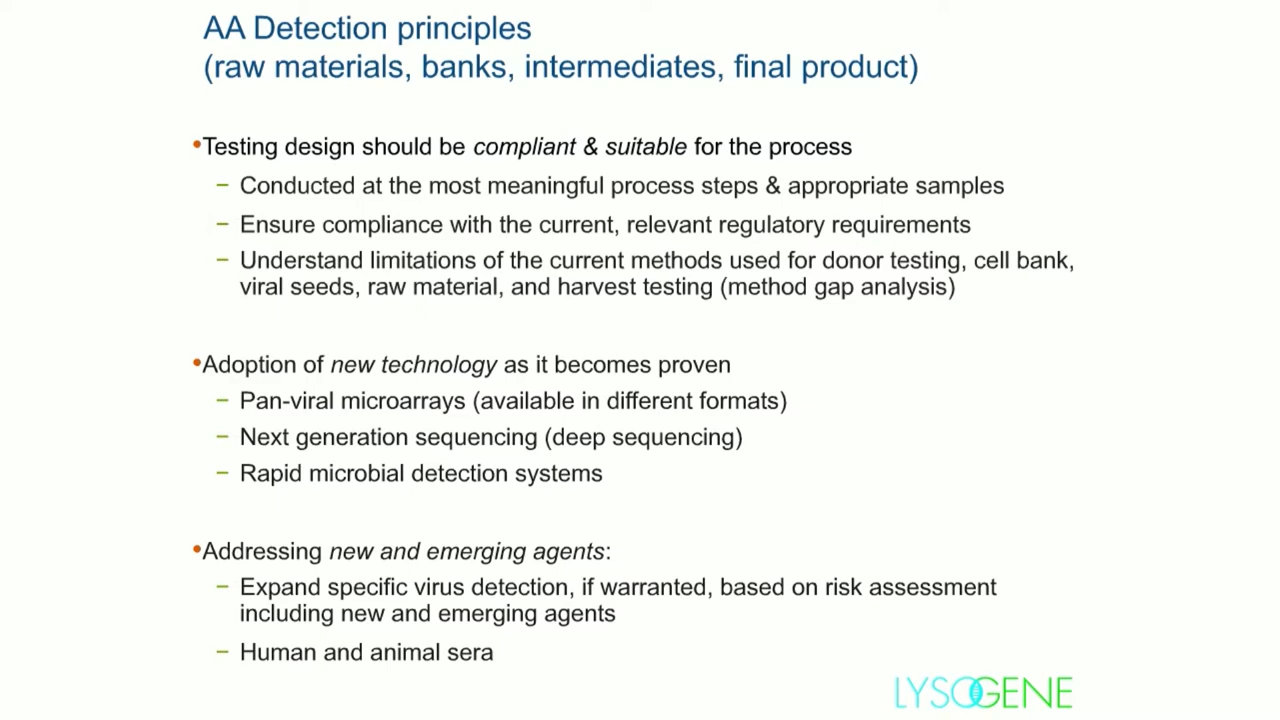 AA Detection principles
(raw materials, banks, intermediates, final product)
•Testing design should be compliant & suitable for the process
− Conducted at the most meaningful process steps & appropriate samples
− Ensure compliance with the current, relevant regulatory requirements
− Understand limitations of the current methods used for donor testing, cell bank,
viral seeds, raw material, and harvest testing (method gap analysis)
•Adoption of new technology as it becomes proven
− Pan-viral microarrays (available in different formats)
− Next generation sequencing (deep sequencing)
− Rapid microbial detection systems
•Addressing new and emerging agents:
− Expand specific virus detection, if warranted, based on risk assessment
including new and emerging agents
− Human and animal sera
LYSOGENE